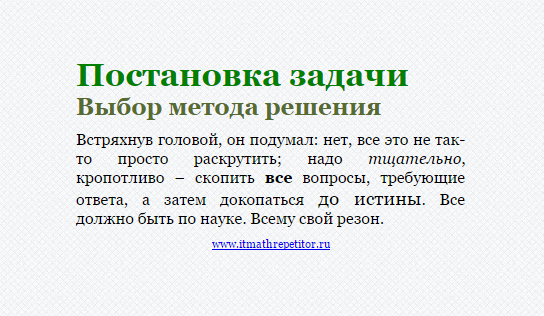 Постановка задачи
Выбор метода решения
Встряхнув головой, он подумал: нет, все это не так-
то просто раскрутить; надо тщательно,
кропотливо – скопить все вопросы, требующие
ответа, а затем докопаться до истины. Все
должно быть по науке. Всему свой резон.
www.itmathrepetitor.ru